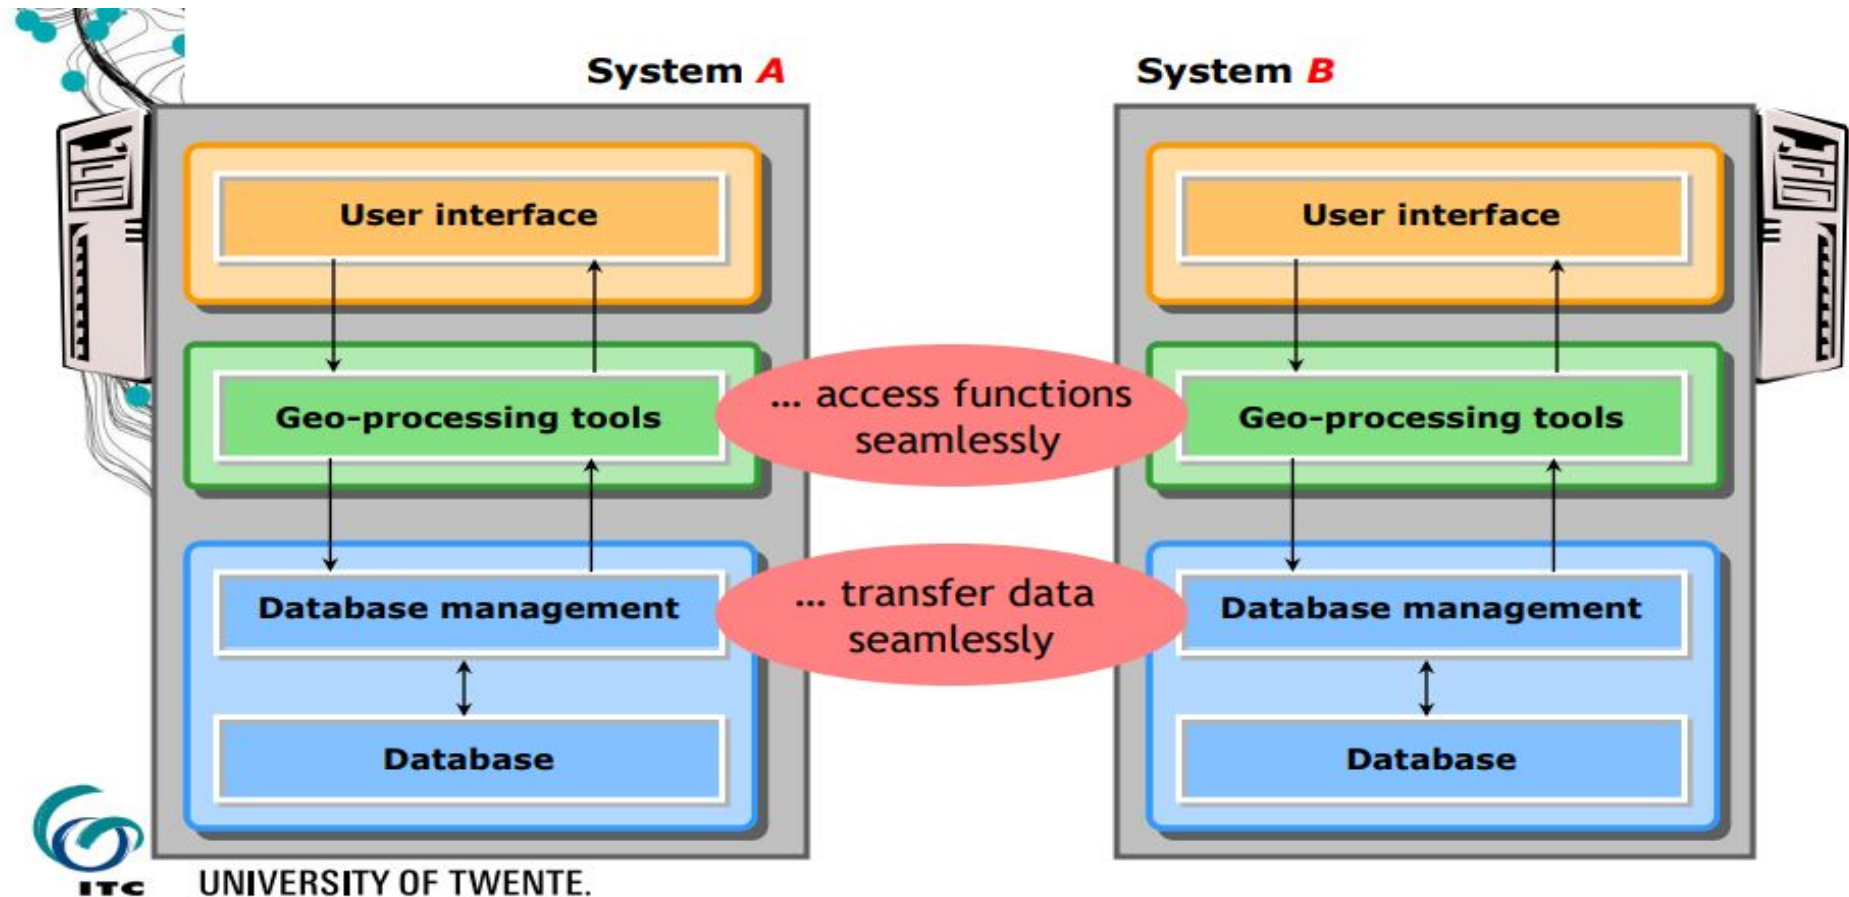 System A
System B
User interface
User interface
Geo-processing tools
... access functions
seamlessly
Geo-processing tools
Database management
... transfer data
seamlessly
Database management
Database
Database
ITC
UNIVERSITY OF TWENTE.